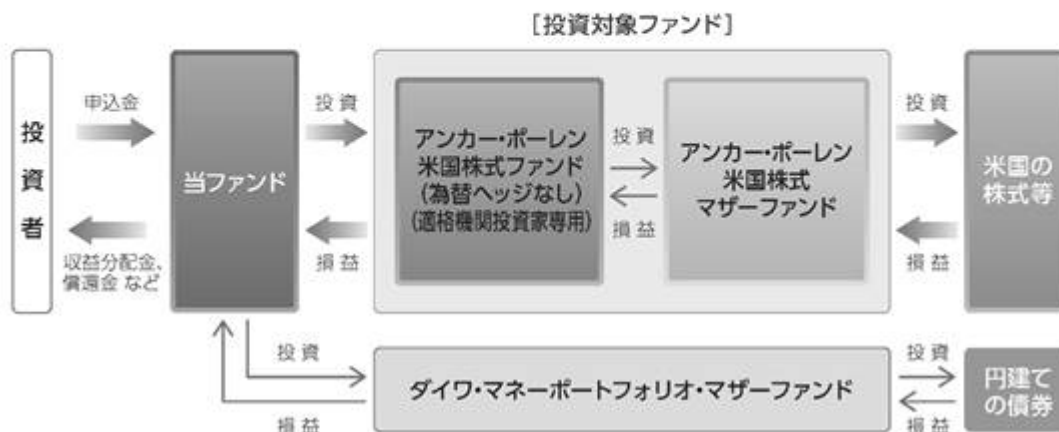 [投資対象ファンド]
投資者
申込金
収益分配金、
償還金 など
当ファンド
投資
損益
アンカー・ポーレン
米国株式ファンド
(為替ヘッジなし)
(適格機関投資家専用)
投資
損益
アンカー・ポーレン
米国株式
マザーファンド
投資
損益
米国の
株式等
投資
損益
ダイワ・マネーポートフォリオ・マザーファンド
投資
損益
円建て
の債券